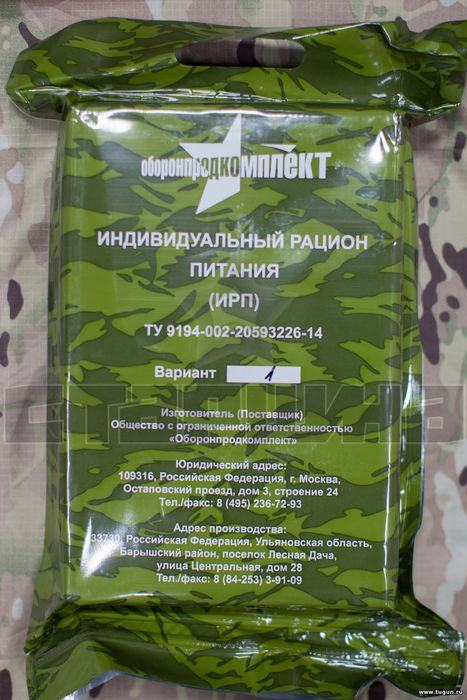 оборонпродкомплект
ИНДИВИДУАЛЬНЫЙ РАЦИОН
ПИТАНИЯ
(ИРП)
ТУ 9194-002-20593226-14
Вариант 1
старина
Изготовитель (Поставщик)
Общество с ограниченной ответственностью
«Оборонпродкомплект»
Юридический адрес:
109316, Российская Федерация, г. Москва,
Остаповский проезд, дом 3, строение 24
Тел./факс: 8 (495) 236-72-93
Адрес производства:
433730, Российская Федерация, Ульяновская область,
Барышский район, поселок Лесная Дача,
улица Центральная, дом 28
Тел./факс: 8 (84-253) 3-91-09
www.tugun.ru